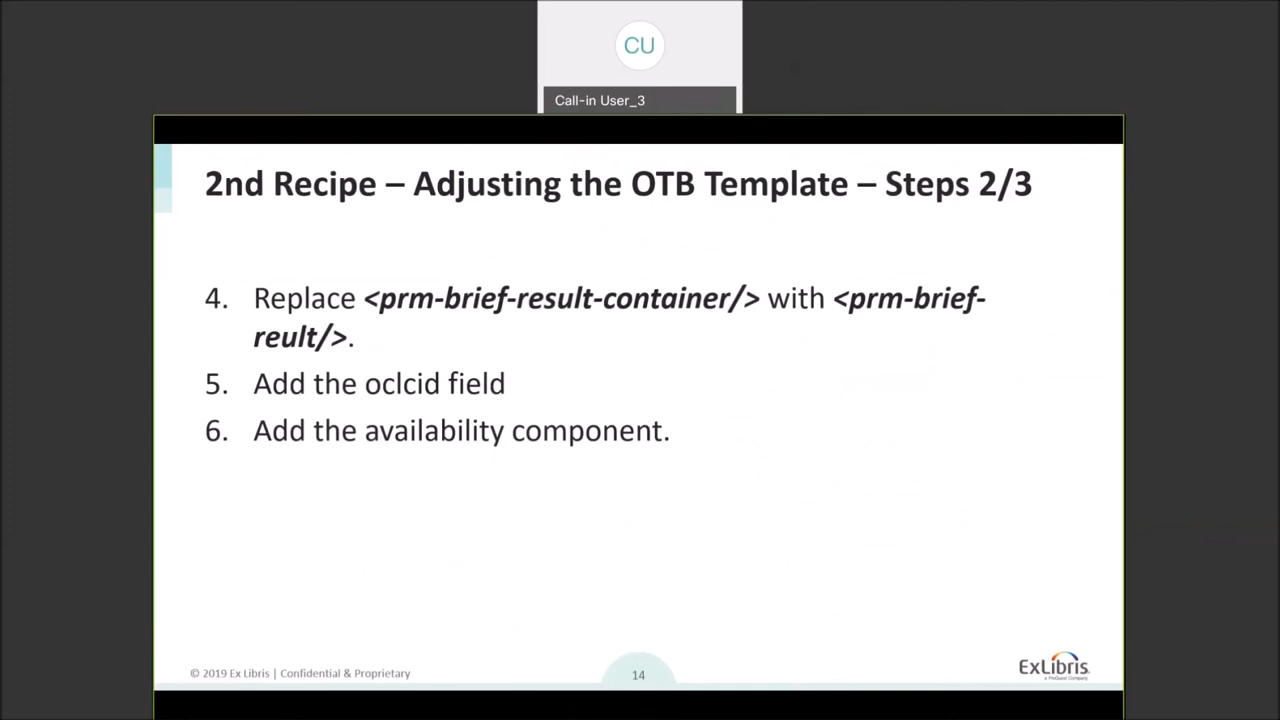 CU
Call-in User_3
2nd Recipe – Adjusting the OTB Template – Steps 2/3
4. Replace <prm-brief-result-container/> with <prm-brief-
reult/>.
5. Add the oclcid field
6. Add the availability component.
© 2019 Ex Libris | Confidential & Proprietary
14
ExLibris
a ProQuest Company